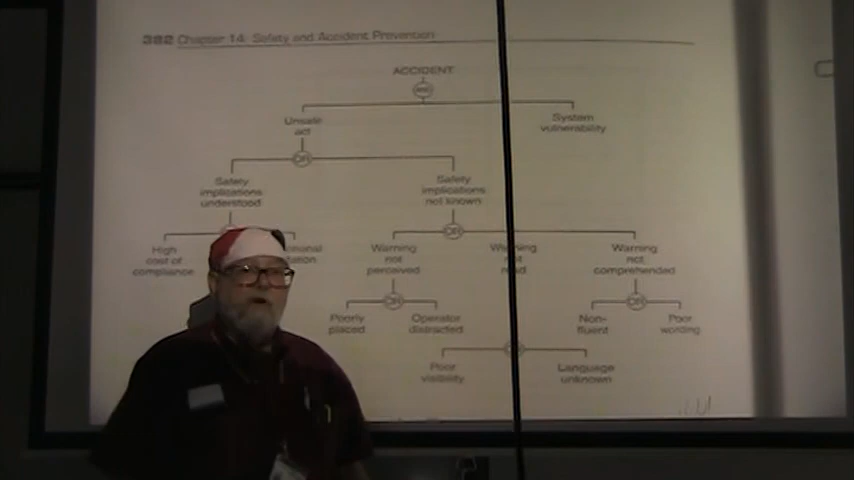 382 Chapter 14: Safety and Accident Prevention
ACCIDENT
Unsafe
act
System
vulnerability
OR
Safety
implications
understood
Safety
implications
not known
OR
High
cost of
compliance
Warning
not
perceived
not
Warning
not
comprehended
OR
OR
Poorly
placed
Operator
distracted
Non-
fluent
Poor
wording
Poor
visibility
Language
unknown